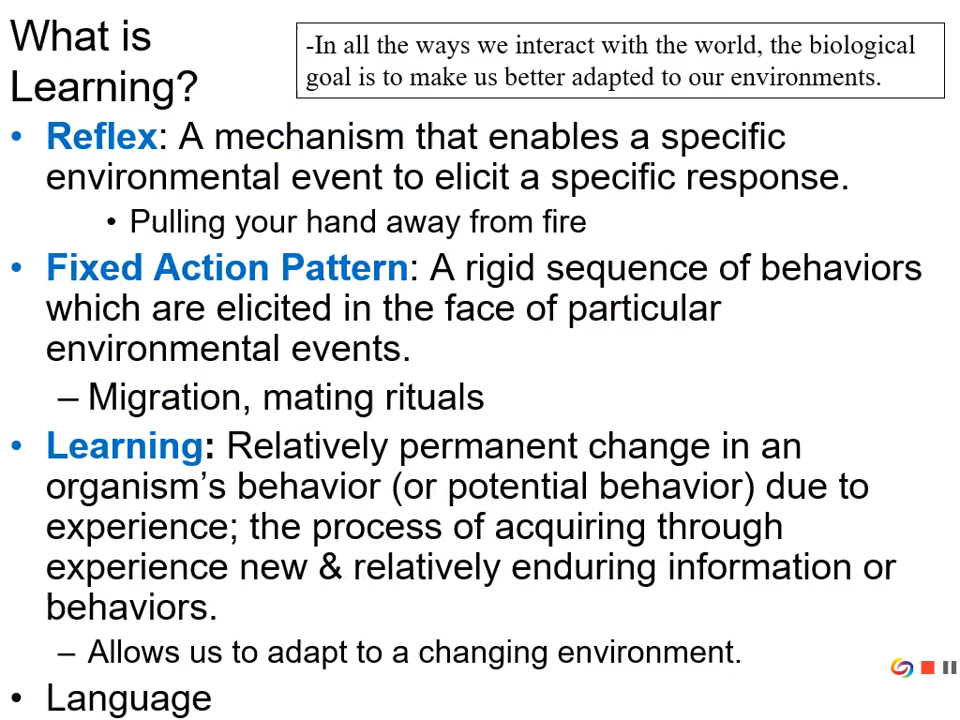 What is
Learning?
-In all the ways we interact with the world, the biological
goal is to make us better adapted to our environments.
• Reflex: A mechanism that enables a specific
environmental event to elicit a specific response.
• Pulling your hand away from fire
• Fixed Action Pattern: A rigid sequence of behaviors
which are elicited in the face of particular
environmental events.
– Migration, mating rituals
• Learning: Relatively permanent change in an
organism’s behavior (or potential behavior) due to
experience; the process of acquiring through
experience new & relatively enduring information or
behaviors.
– Allows us to adapt to a changing environment.
• Language